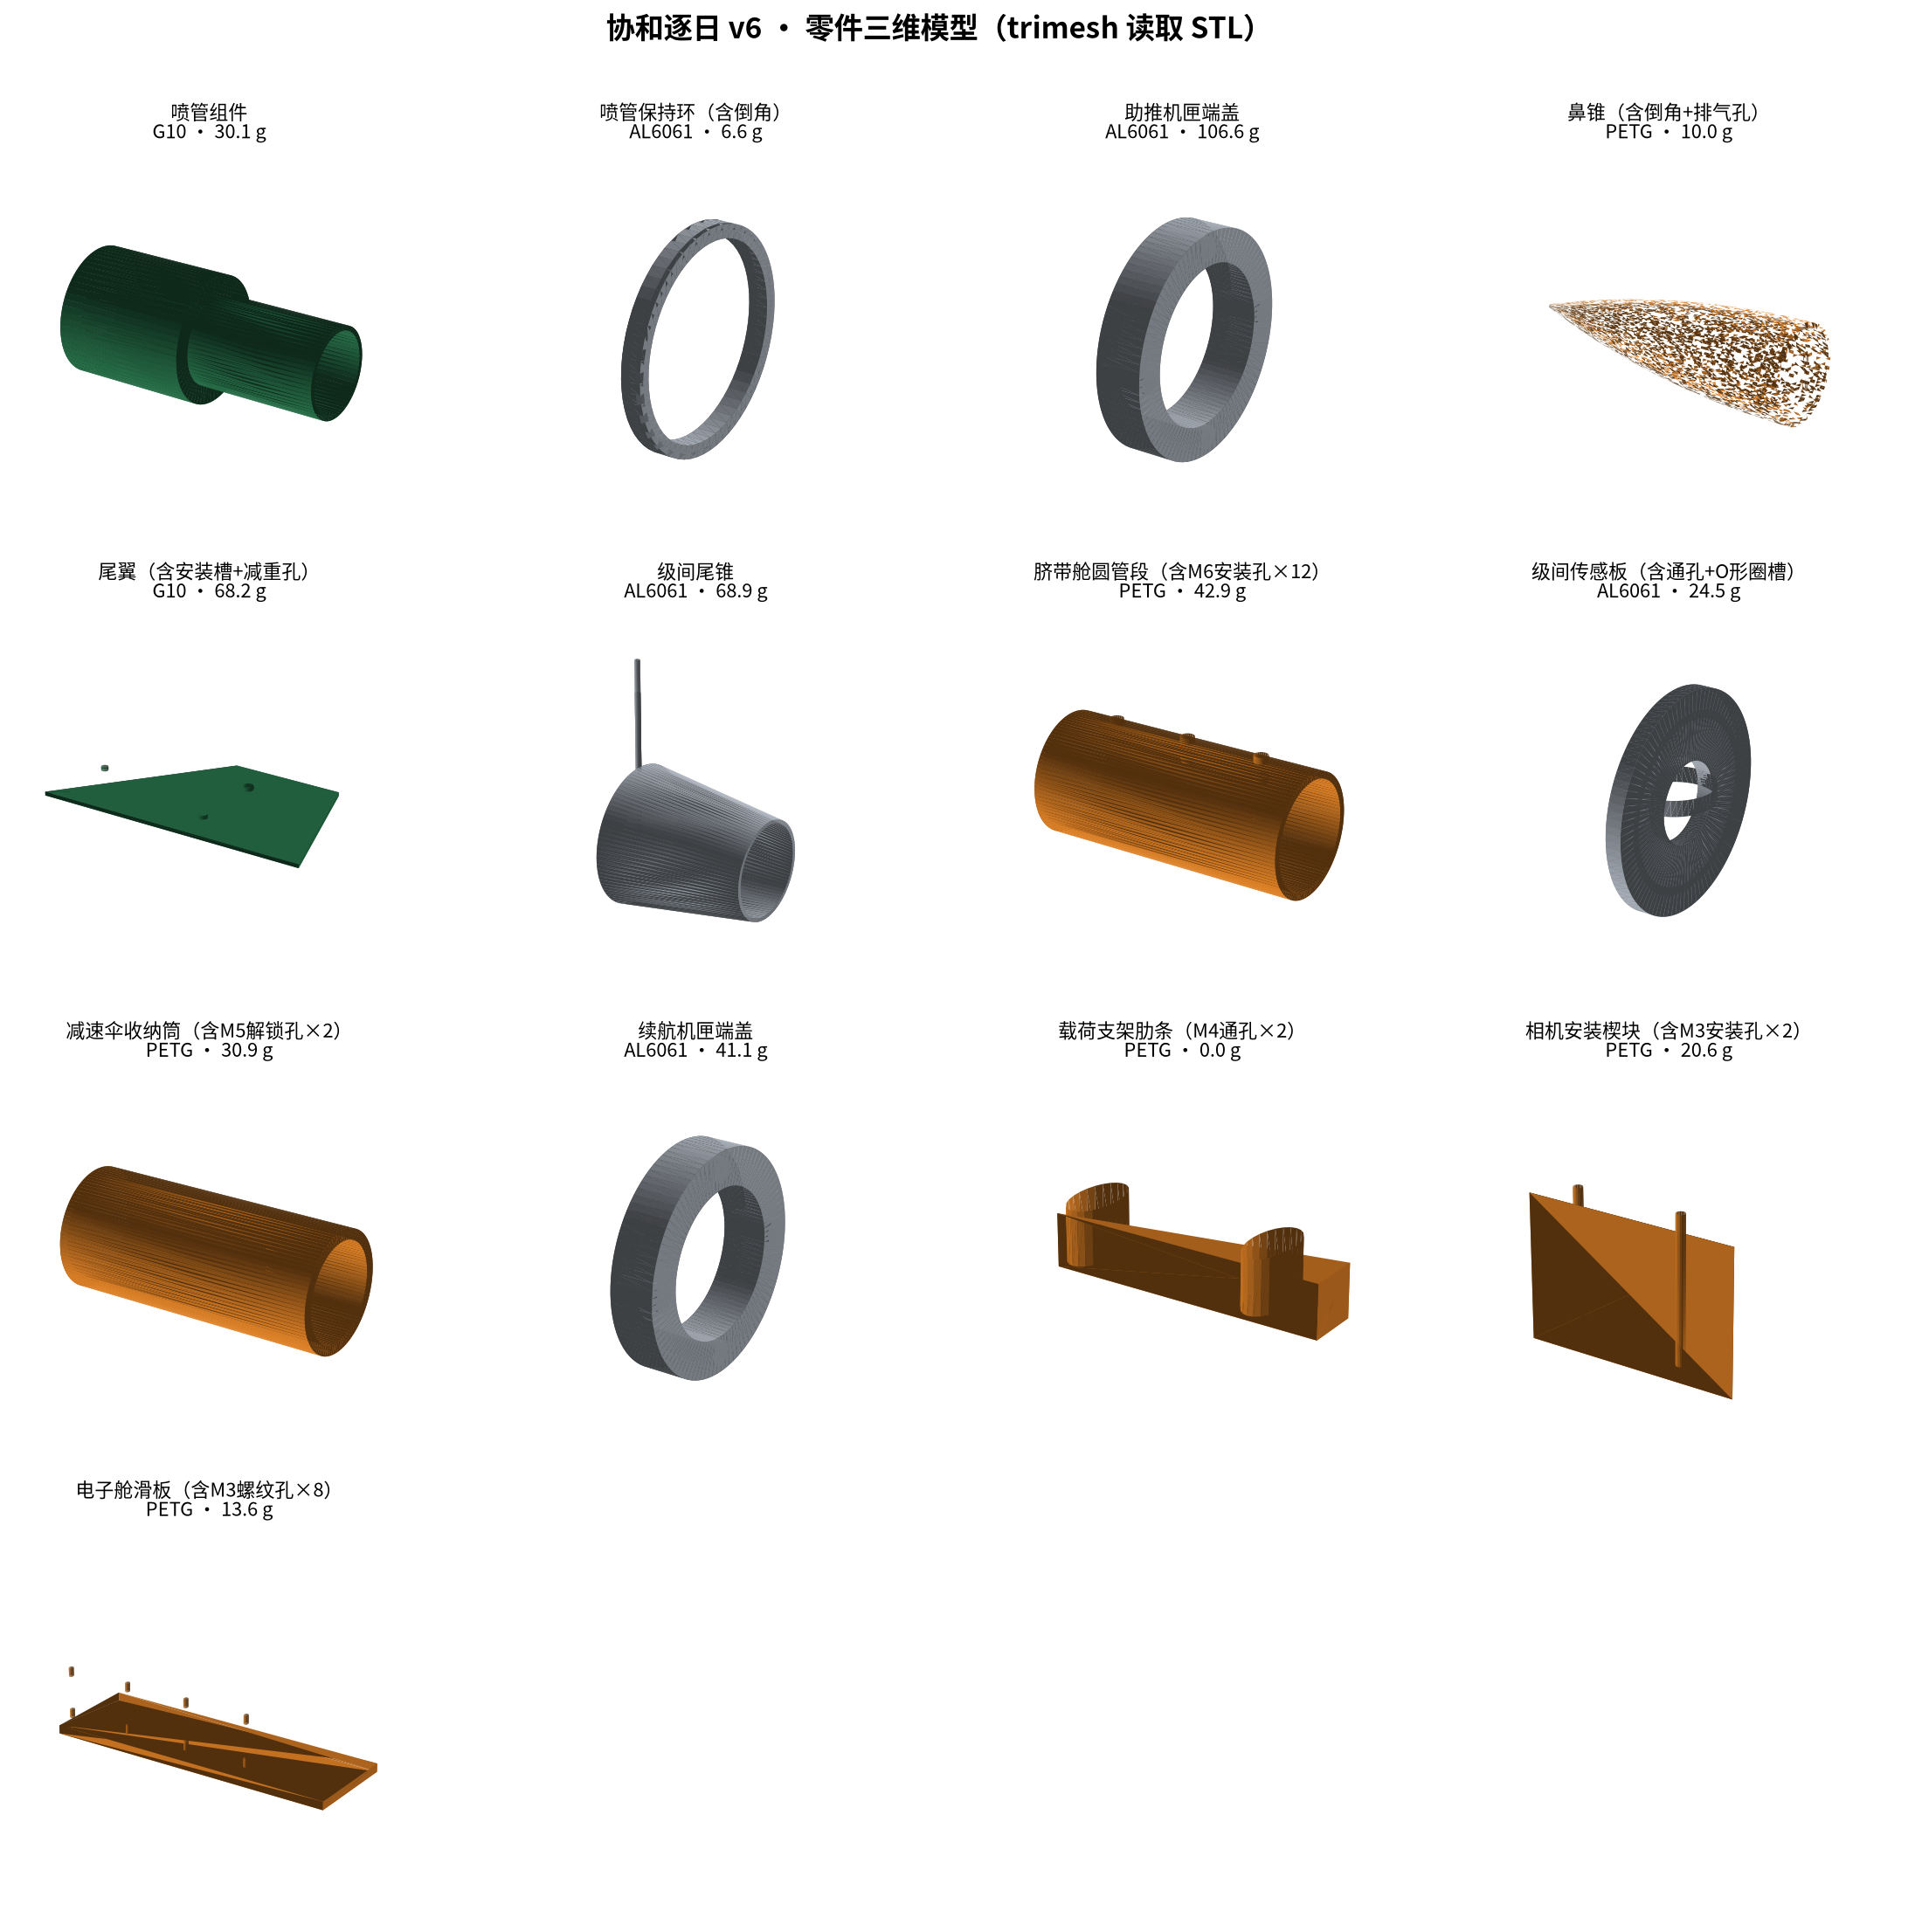 协和逐日 v6 · 零件三维模型（trimesh 读取 STL）
喷管组件
G10 · 30.1 g
喷管保持环（含倒角）
AL6061 · 6.6 g
助推机匣端盖
AL6061 · 106.6 g
鼻锥（含倒角+排气孔）
PETG · 10.0 g
尾翼（含安装槽+减重孔）
G10 · 68.2 g
级间尾锥
AL6061 · 68.9 g
脐带舱圆管段（含M6安装孔×12）
PETG · 42.9 g
级间传感板（含通孔+O形圈槽）
AL6061 · 24.5 g
减速伞收纳筒（含M5解锁孔×2）
PETG · 30.9 g
续航机匣端盖
AL6061 · 41.1 g
载荷支架肋条（M4通孔×2）
PETG · 0.0 g
相机安装楔块（含M3安装孔×2）
PETG · 20.6 g
电子舱滑板（含M3螺纹孔×8）
PETG · 13.6 g